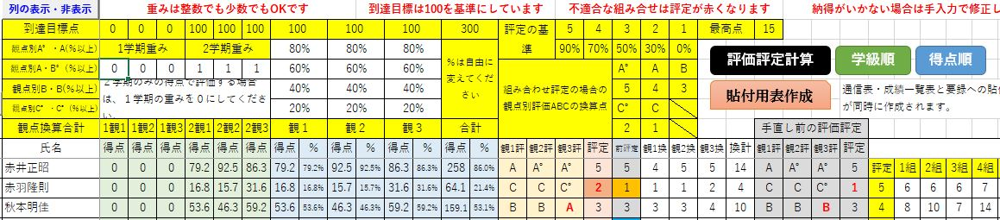 列の表示・非表示 重みは整数でも少数でもOKです 到達目標は100を基準にしています 不適合な組み合せは評定が赤くなります 納得がいかない場合は手入力で修正し
到達目標点 0 0 0 100 100 100 100 100 100 300 評定の基準 5 4 3 2 1 最高点 15
観点別A°・A(%以上) 1学期重み 2学期重み 80% 80% 80% 90% 70% 50% 30% 0%
観点別A・B°(%以上) 0 0 0 1 1 1 60% 60% 60% %は自由に変えてください 組み合わせ評定の場合の観点別評価ABCの換算点 A° A B 評価評定計算 学級順 得点順
観点別B・B(%以上) 2学期のみの得点で評価する場合は、1学期の重みを0にしてください。 40% 40% 40% 5 4 3
観点別C°・C°(%以上) 20% 20% 20% C° C 貼付用表作成 通信表・成績一覧表と要録への貼付が同時に作成されます。
観点換算合計 1観1 1観2 1観3 2観1 2観2 2観3 観1 観2 観3 合計 2 1 手直し前の評価評定
氏名 得点 得点 得点 得点 得点 得点 得点 % 得点 % 得点 % 得点 % 観1評 観2評 観3評 評定 前評定 観1換 観2換 観3換 換計 観1評 観2評 観3評 評定
赤井正昭 0 0 0 79.2 92.5 86.3 79.2 79.2% 92.5 92.5% 86.3 86.3% 258 86.0% A A° A° 5 5 4 5 5 14 A A° A° 5 評定 1組 2組 3組 4組
赤羽隆則 0 0 0 16.8 15.7 31.6 16.8 16.8% 15.7 15.7% 31.6 31.6% 64.1 21.4% C C C° 2 1 1 1 2 4 C C C° 1 5 6 6 6 7
秋本明佳 0 0 0 53.6 46.3 59.2 53.6 53.6% 46.3 46.3% 59.2 59.2% 159.1 53.1% B B A 3 3 3 3 4 10 B B B 3 4 8 10 7 14